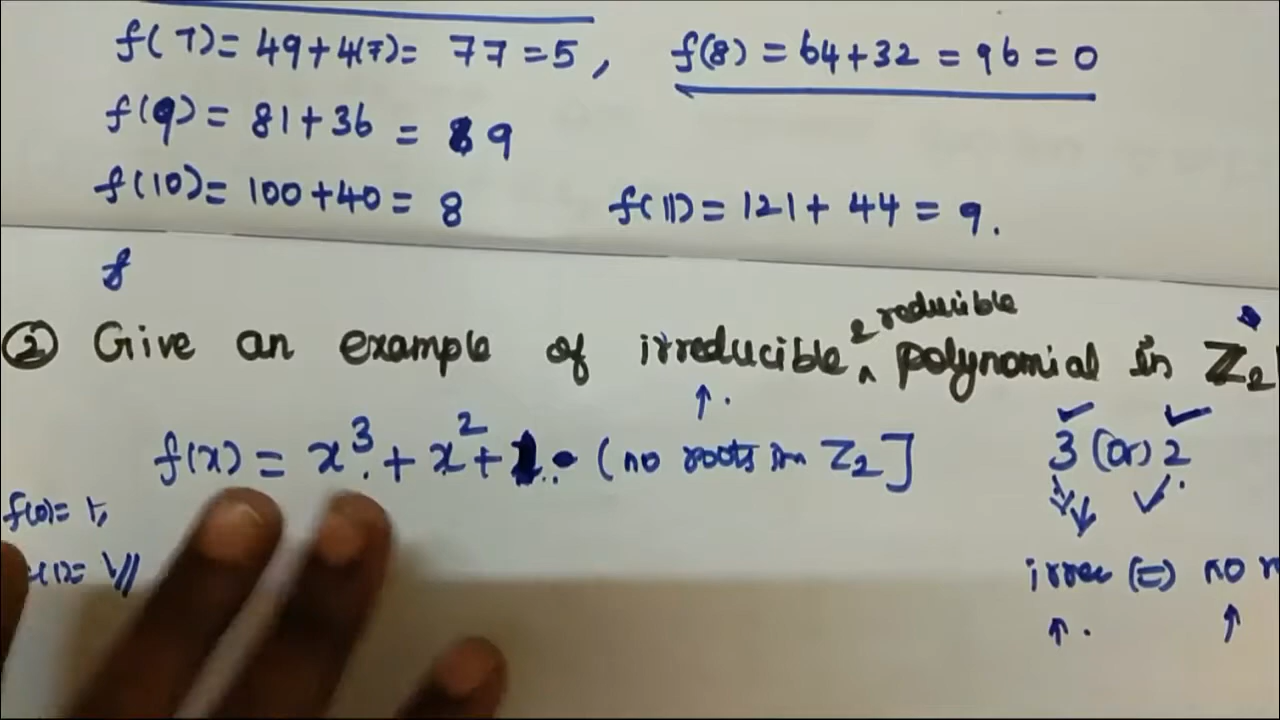 f(7) = 49+4(7) = 77 = 5, f(8) = 64+32 = 96 = 0
f(9) = 81+36 = 9
f(10) = 100+40 = 8 f(11) = 121+ 44 = 9.
f
② Give an example of irreducible & reducible polynomial in Z₂
f(x) = x³ + x² + 1. (no roots in Z₂] 3 (or) 2
f(0) = 1,
irrec (=) no